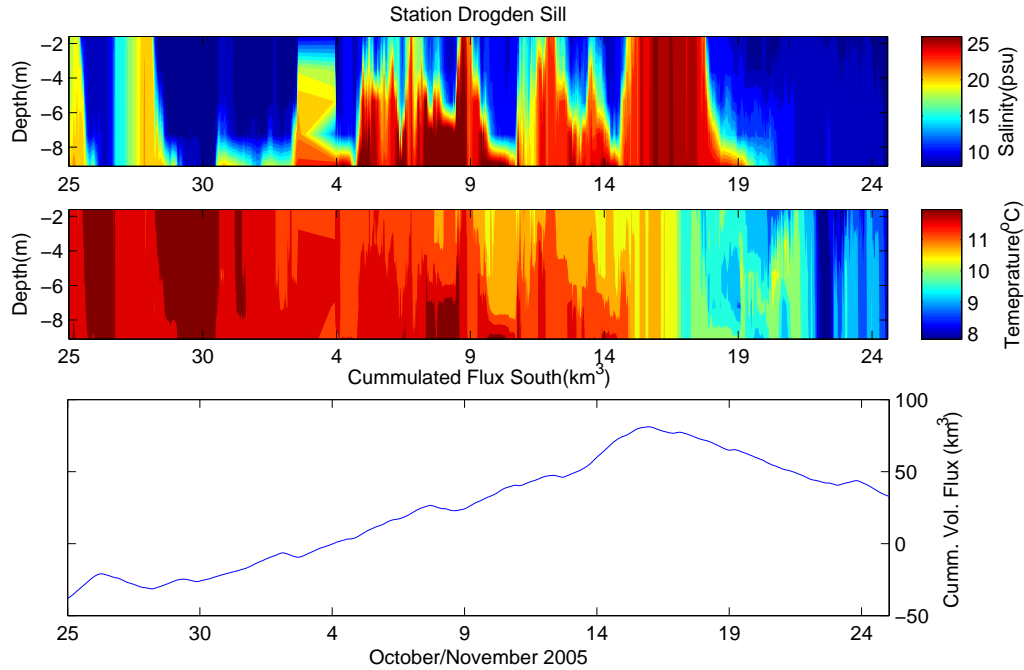 Station Drogden Sill
Depth(m)
−2
−4
−6
−8
25 30 4 9 14 19 24
25
20
15
10
Salinity(psu)
Depth(m)
−2
−4
−6
−8
25 30 4 9 14 19 24
11
10
9
8
Temeprature(⁰C)
Cummulated Flux South(km³)
100
50
0
−50
Cumm. Vol. Flux (km³)
25 30 4 9 14 19 24
October/November 2005